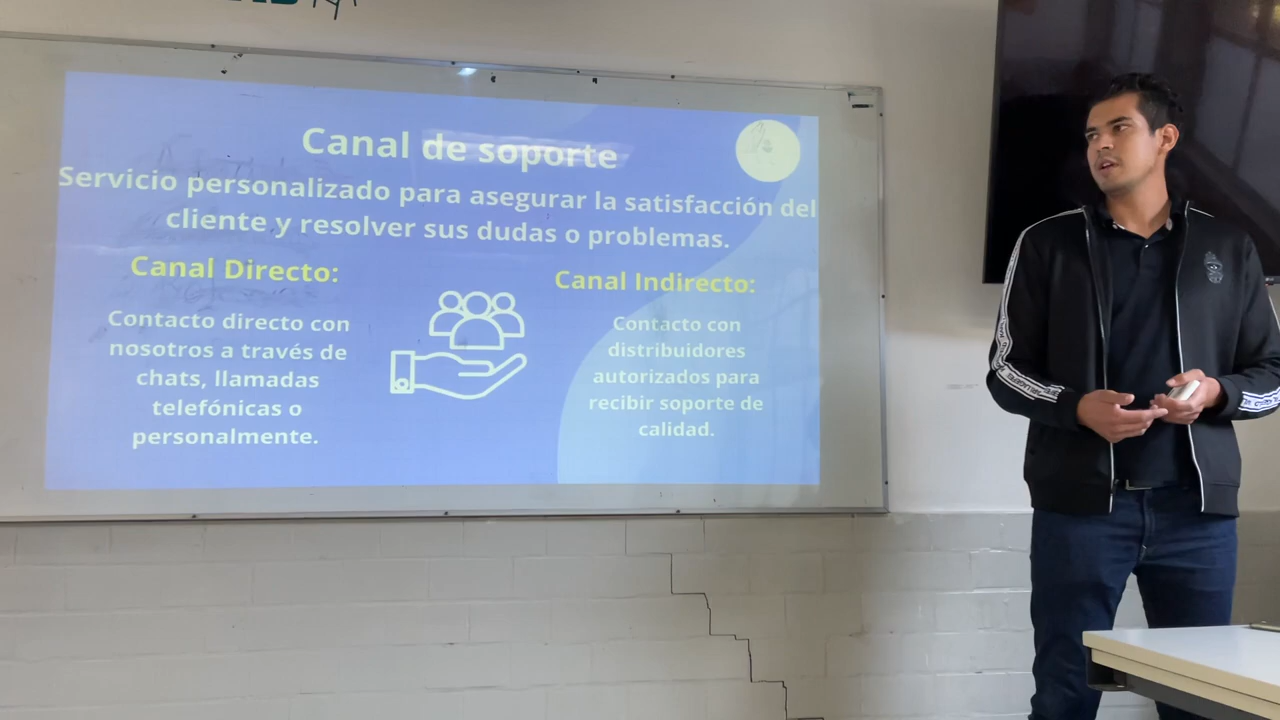 Canal de soporte
Servicio personalizado para asegurar la satisfacción del
cliente y resolver sus dudas o problemas.
Canal Directo:
Contacto directo con
nosotros a través de
chats, llamadas
telefónicas o
personalmente.
Canal Indirecto:
Contacto con
distribuidores
autorizados para
recibir soporte de
calidad.